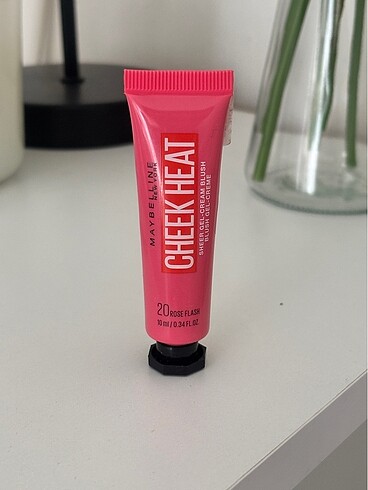 MAYBELLINE
NEW YORK
CHEEK HEAT
SHEER GEL-CREAM BLUSH
BLUSH GEL-CRÈME
20 ROSE FLASH
10 ml / 0.34 FL.OZ.